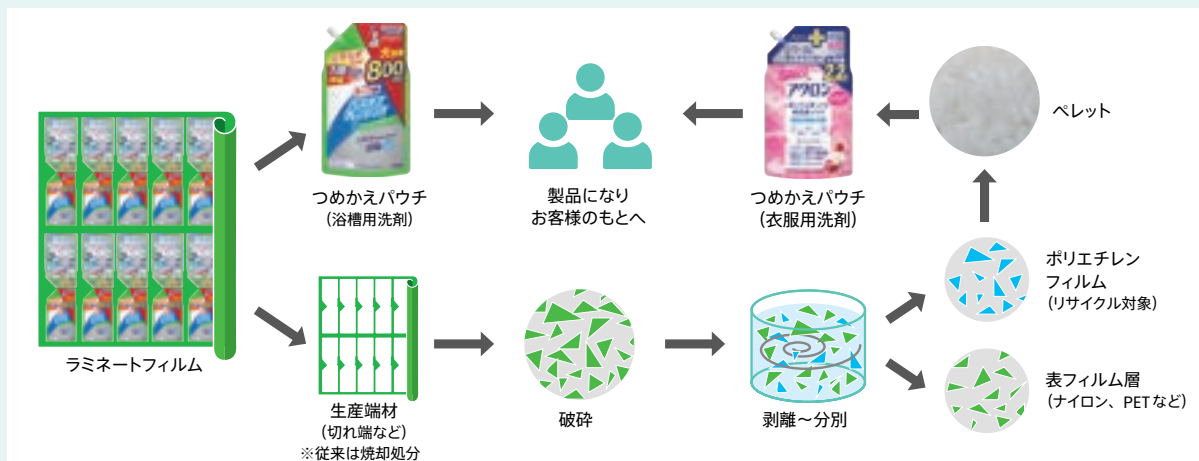 800
つめかえパウチ
(浴槽用洗剤)
製品になり
お客様のもとへ
アクロン
つめかえパウチ
(衣服用洗剤)
ペレット
ラミネートフィルム
生産端材
(切れ端など)
※従来は焼却処分
破砕
剥離～分別
ポリエチレン
フィルム
(リサイクル対象)
表フィルム層
(ナイロン、PETなど)